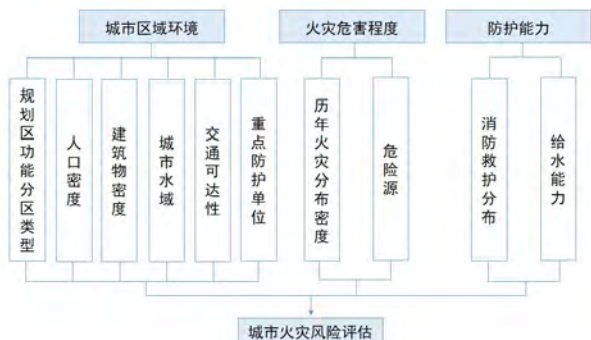 城市区域环境
火灾危害程度
防护能力
规划区功能分区类型
人口密度
建筑物密度
城市水域
交通可达性
重点防护单位
历年火灾分布密度
危险源
消防救护分布
给水能力
城市火灾风险评估